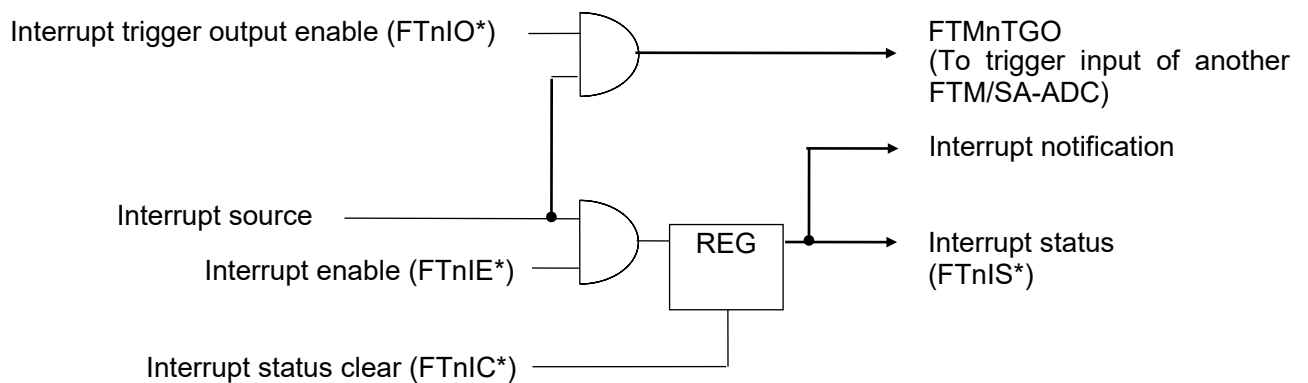 Interrupt trigger output enable (FTnIO*)
FTMnTGO
(To trigger input of another
FTM/SA-ADC)
Interrupt notification
Interrupt source
REG
Interrupt status
(FTnIS*)
Interrupt enable (FTnIE*)
Interrupt status clear (FTnIC*)